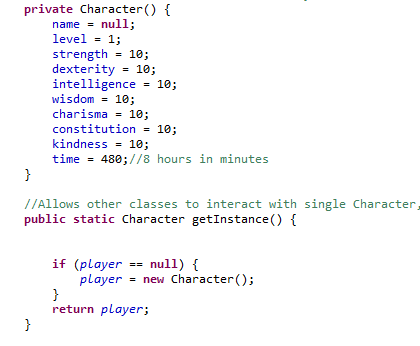 private Character() {
name = null;
level = 1;
strength = 10;
dexterity = 10;
intelligence = 10;
wisdom = 10;
charisma = 10;
constitution = 10;
kindness = 10;
time = 480;//8 hours in minutes
}
//Allows other classes to interact with single Character,
public static Character getInstance() {
if (player == null) {
player = new Character();
}
return player;
}